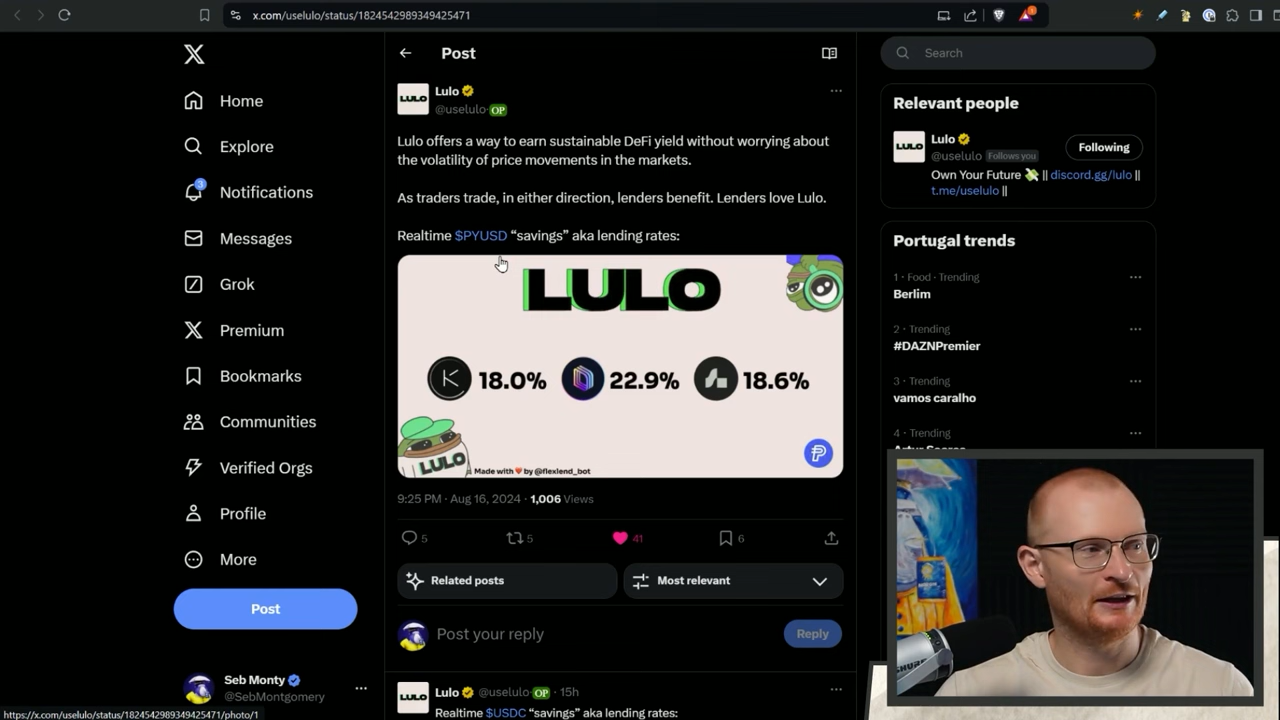 x.com/uselulo/status/1824542989349425471
Home
Explore
3
Notifications
Messages
Grok
Premium
Bookmarks
Communities
Verified Orgs
Profile
More
Post
Seb Monty
@SebMontgomery
https://x.com/uselulo/status/1824542989349425471/photo/1
Post
LULO
Lulo
@uselulo· OP
Lulo offers a way to earn sustainable DeFi yield without worrying about
the volatility of price movements in the markets.
As traders trade, in either direction, lenders benefit. Lenders love Lulo.
Realtime $PYUSD “savings” aka lending rates:
LULO
18.0% 22.9% 18.6%
LULO
Made with ❤ by @flexlend_bot
9:25 PM · Aug 16, 2024 · 1,006 Views
5 5 41 6
Related posts
Most relevant
Post your reply
Reply
LULO
Lulo @uselulo OP · 15h
Realtime $USDC “savings” aka lending rates:
Search
Relevant people
LULO
Lulo
@uselulo Follows you
Following
Own Your Future 💸 || discord.gg/lulo ||
t.me/uselulo ||
Portugal trends
1 · Food · Trending
Berlim
2 · Trending
#DAZNPremier
3 · Trending
vamos caralho
4 · Trending